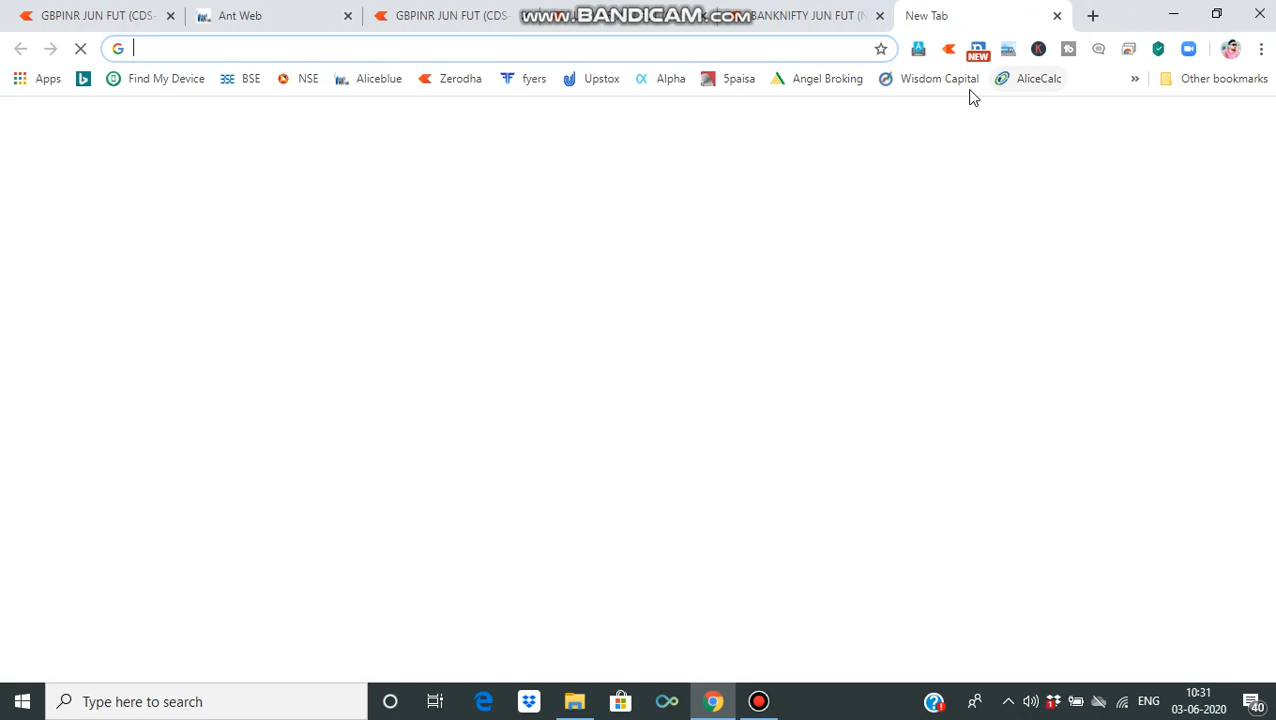 GBPINR JUN FUT (CDS-
Ant Web
GBPINR JUN FUT (CDS-
www.BANDICAM.com
BANKNIFTY JUN FUT (N
New Tab
NEW
Apps
Find My Device
BSE
NSE
Aliceblue
Zerodha
fyers
Upstox
Alpha
5paisa
Angel Broking
Wisdom Capital
AliceCalc
Other bookmarks
Type here to search
ENG
10:31
03-06-2020
40